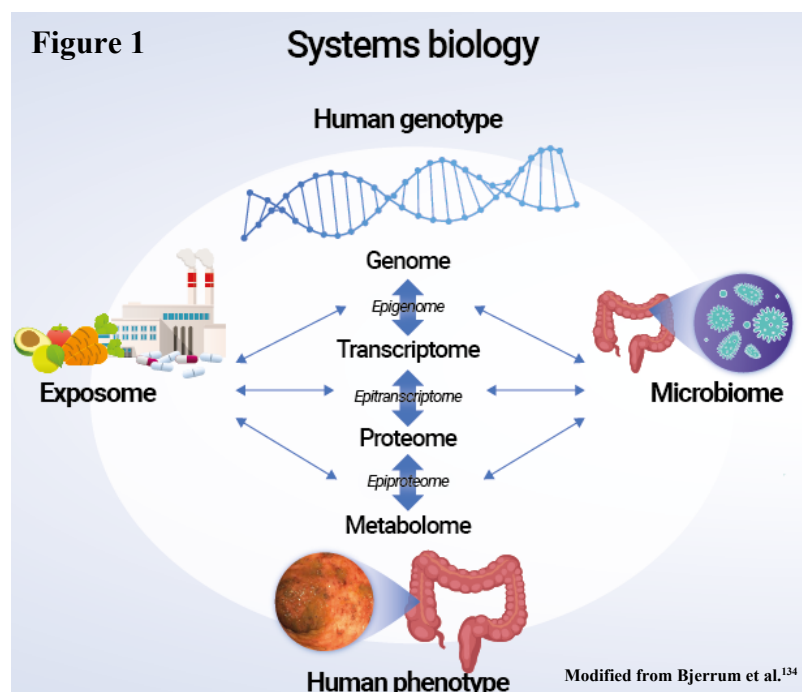 Figure 1
Systems biology
Human genotype
Genome
Epigenome
Transcriptome
Exposome
Microbiome
Epitranscriptome
Proteome
Epiproteome
Metabolome
Human phenotype
Modified from Bjerrum et al.¹³⁴